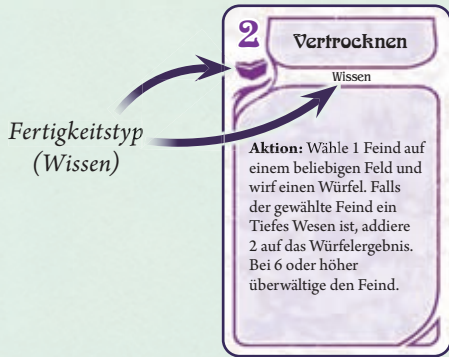 2
Vertrocknen
Wissen
Fertigkeitstyp
(Wissen)
Aktion: Wähle 1 Feind auf
einem beliebigen Feld und
wirf einen Würfel. Falls
der gewählte Feind ein
Tiefes Wesen ist, addiere
2 auf das Würfelergebnis.
Bei 6 oder höher
überwältige den Feind.